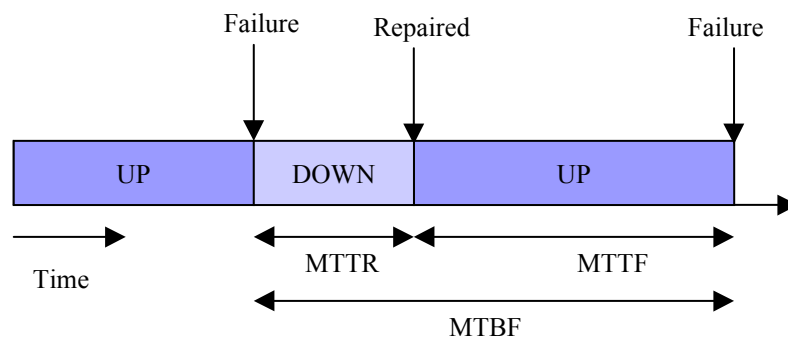 Failure Repaired Failure
UP DOWN UP
MTTR MTTF
Time
MTBF